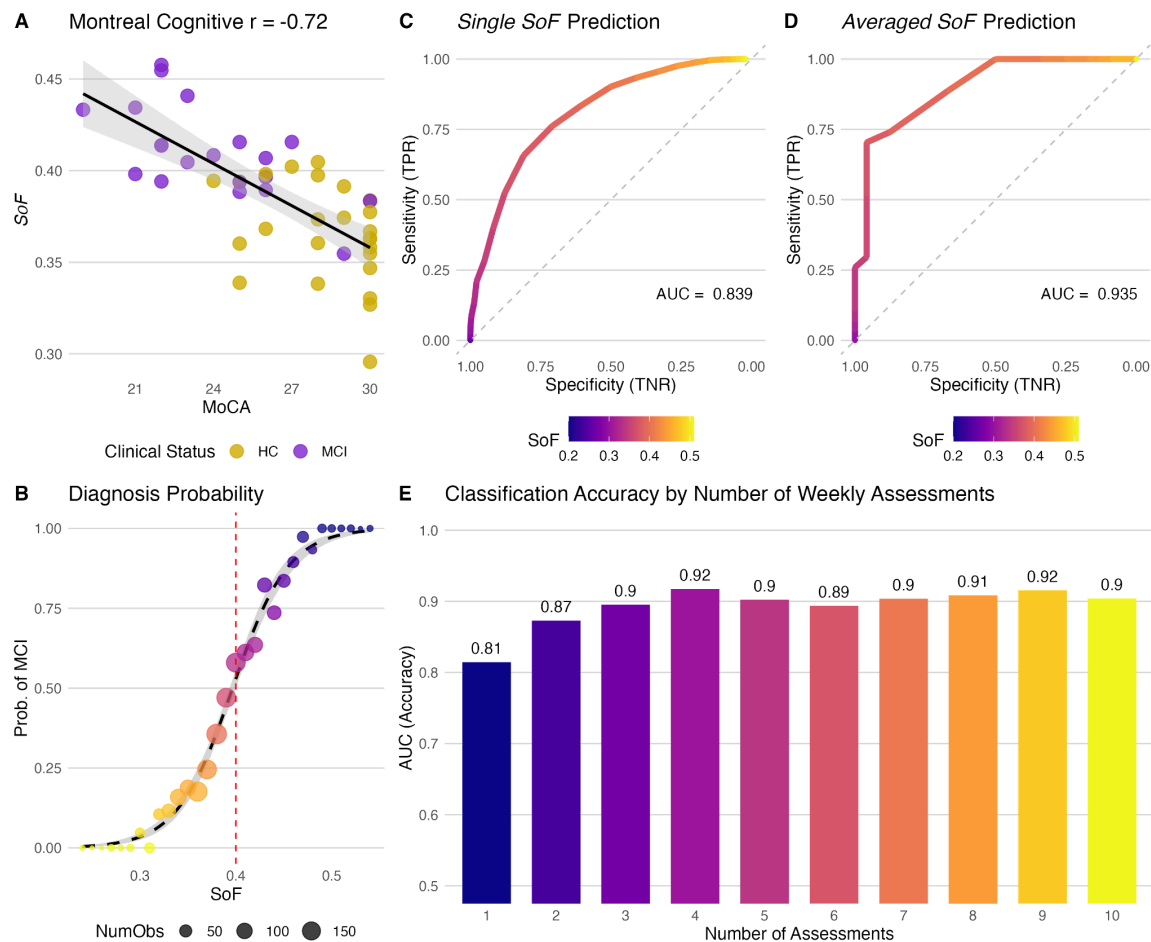 A Montreal Cognitive r = -0.72
0.45
0.40
0.35
0.30
SoF
21 24 27 30
MoCA
Clinical Status HC MCI
C Single SoF Prediction
1.00
0.75
0.50
0.25
0.00
Sensitivity (TPR)
AUC = 0.839
1.00 0.75 0.50 0.25 0.00
Specificity (TNR)
SoF
0.2 0.3 0.4 0.5
D Averaged SoF Prediction
1.00
0.75
0.50
0.25
0.00
Sensitivity (TPR)
AUC = 0.935
1.00 0.75 0.50 0.25 0.00
Specificity (TNR)
SoF
0.2 0.3 0.4 0.5
B Diagnosis Probability
1.00
0.75
0.50
0.25
0.00
Prob. of MCI
0.3 0.4 0.5
SoF
NumObs 50 100 150
E Classification Accuracy by Number of Weekly Assessments
1.0
0.9
0.8
0.7
0.6
0.5
AUC (Accuracy)
0.81 0.87 0.9 0.92 0.9 0.89 0.9 0.91 0.92 0.9
1 2 3 4 5 6 7 8 9 10
Number of Assessments